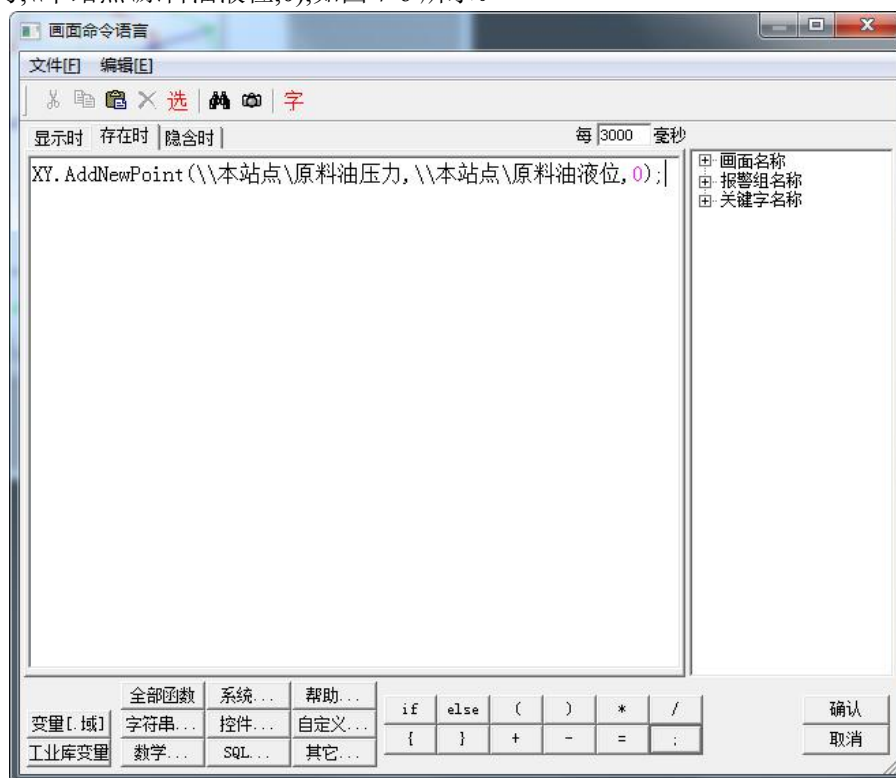 画面命令语言
文件[F] 编辑[E]
选 字
显示时 存在时 隐含时 每 3000 毫秒
XY.AddNewPoint(\\本站点\原料油压力,\\本站点\原料油液位,0);
画面名称
报警组名称
关键字名称
全部函数 系统... 帮助...
if else ( ) * /
变量[.域] 字符串... 控件... 自定义...
确认
{ } + - = ;
工业库变量 数学... SQL... 其它...
取消